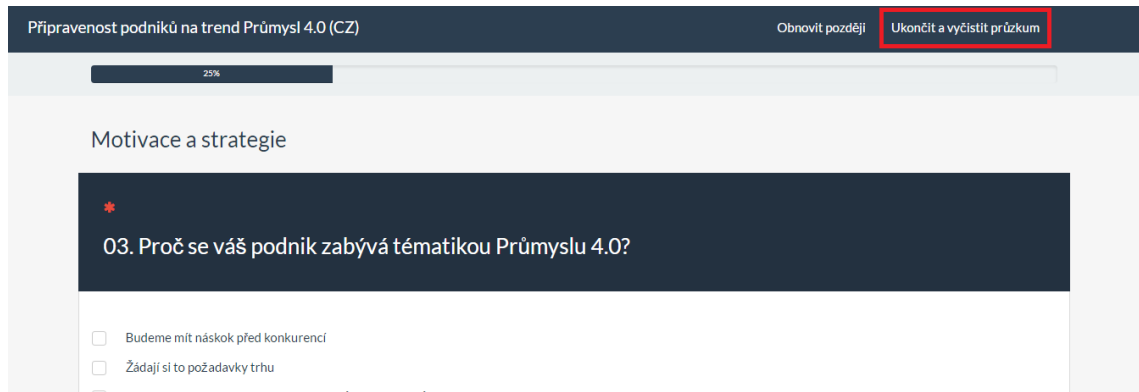 Připravenost podniků na trend Průmysl 4.0 (CZ) Obnovit později Ukončit a vyčistit průzkum
25%
Motivace a strategie
*
03. Proč se váš podnik zabývá tématikou Průmyslu 4.0?
Budeme mít náskok před konkurencí
Žádají si to požadavky trhu